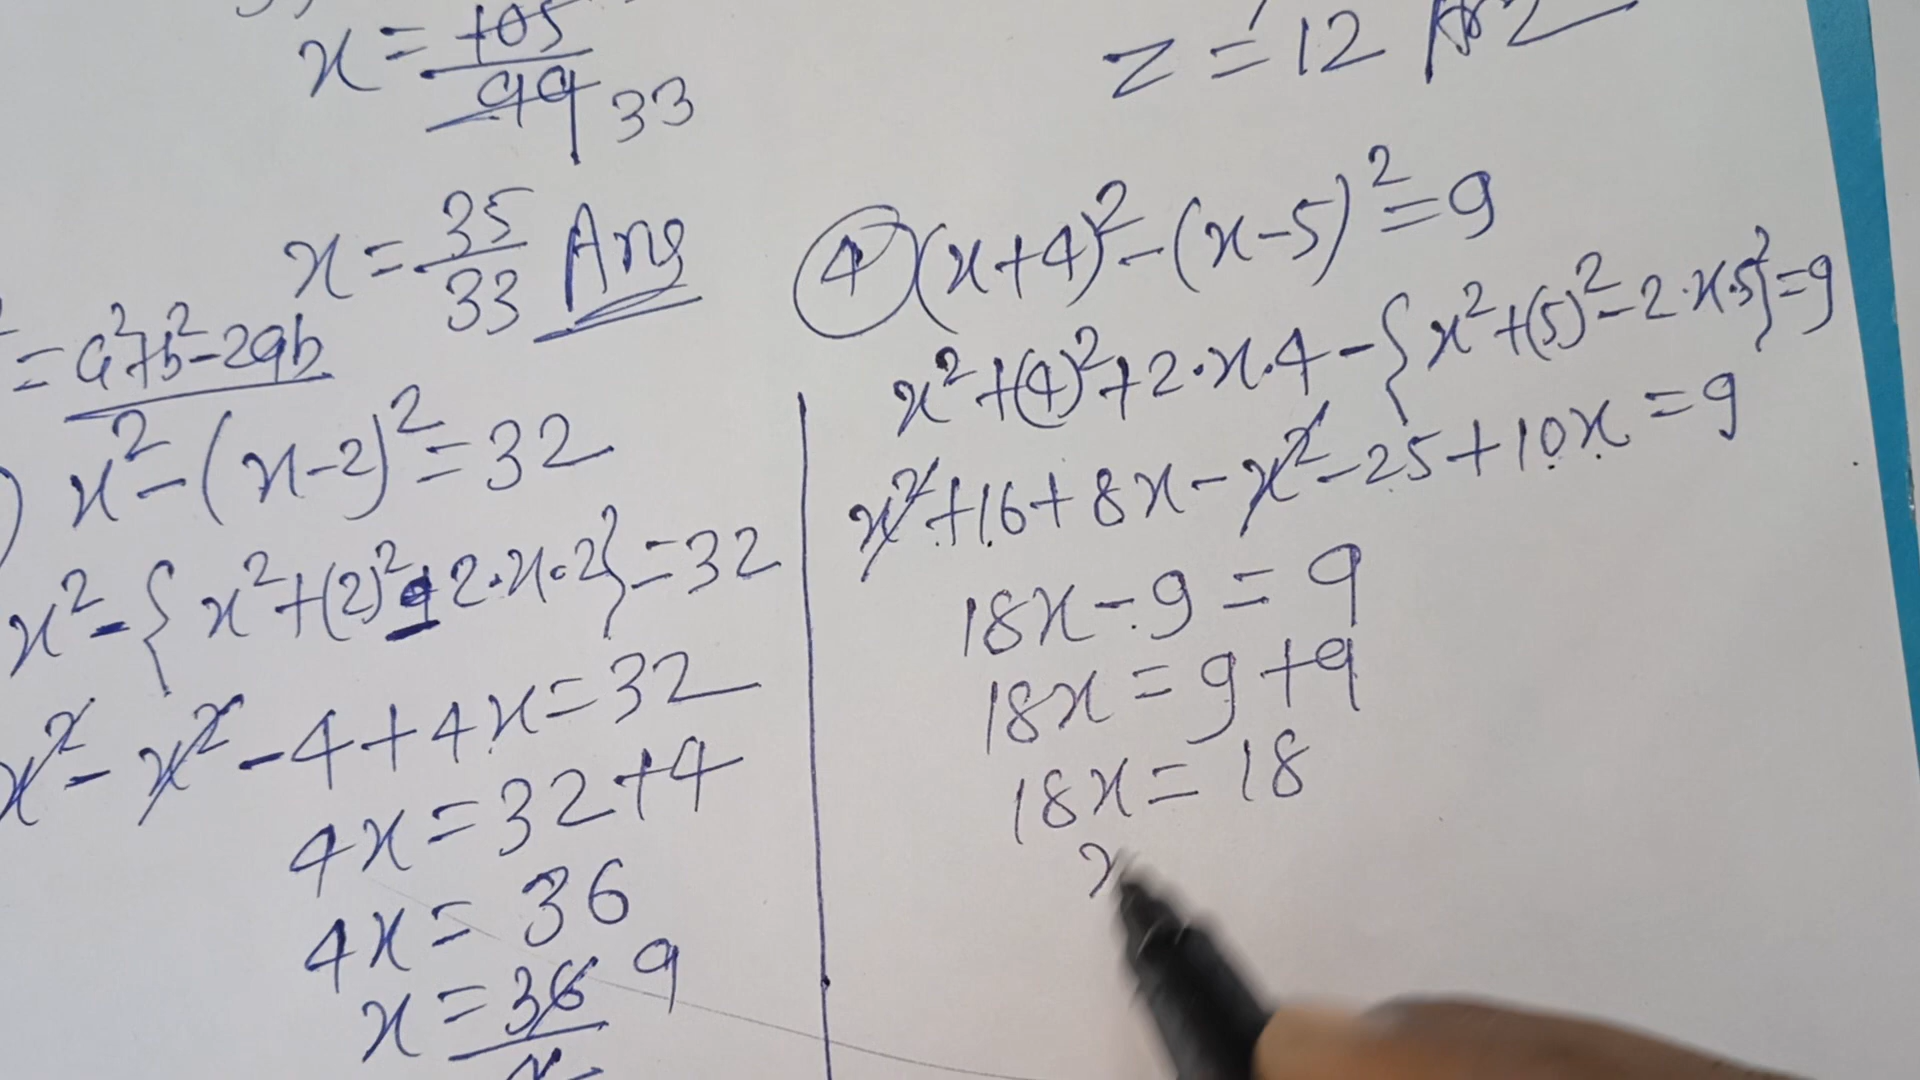 x = 105/99 33
x = 35/33 Ans
= a²+b²-2ab
x² - (x-2)² = 32
x² - {x²+(2)²-2·x·2} = 32
x² - x² - 4 + 4x = 32
4x = 32+4
4x = 36
x = 36 9
z = 12 Ans
④ (x+4)² - (x-5)² = 9
x²+(4)²+2·x·4 - {x²+(5)²-2·x·5} = 9
x²+16+8x-x²-25+10x = 9
18x - 9 = 9
18x = 9+9
18x = 18
x